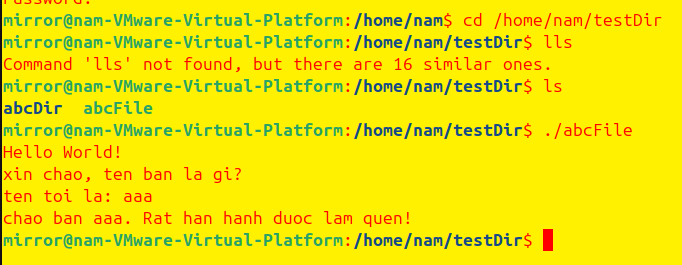 Password:
mirror@nam-VMware-Virtual-Platform:/home/nam$ cd /home/nam/testDir
mirror@nam-VMware-Virtual-Platform:/home/nam/testDir$ lls
Command 'lls' not found, but there are 16 similar ones.
mirror@nam-VMware-Virtual-Platform:/home/nam/testDir$ ls
abcDir  abcFile
mirror@nam-VMware-Virtual-Platform:/home/nam/testDir$ ./abcFile
Hello World!
xin chao, ten ban la gi?
ten toi la: aaa
chao ban aaa. Rat han hanh duoc lam quen!
mirror@nam-VMware-Virtual-Platform:/home/nam/testDir$